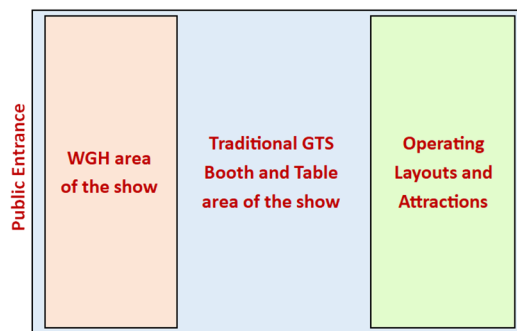 Public Entrance
WGH area
of the show
Traditional GTS
Booth and Table
area of the show
Operating
Layouts and
Attractions